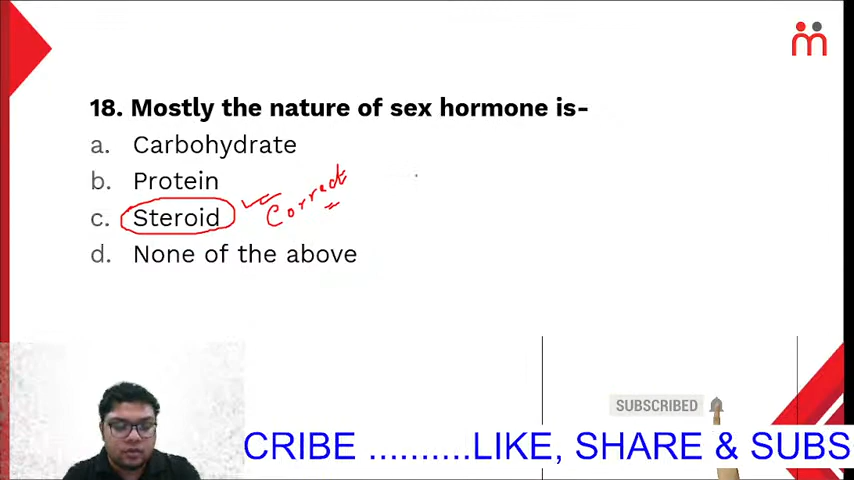 18. Mostly the nature of sex hormone is-
a. Carbohydrate
b. Protein
c. Steroid Correct
d. None of the above
SUBSCRIBED
CRIBE ..........LIKE, SHARE & SUBS